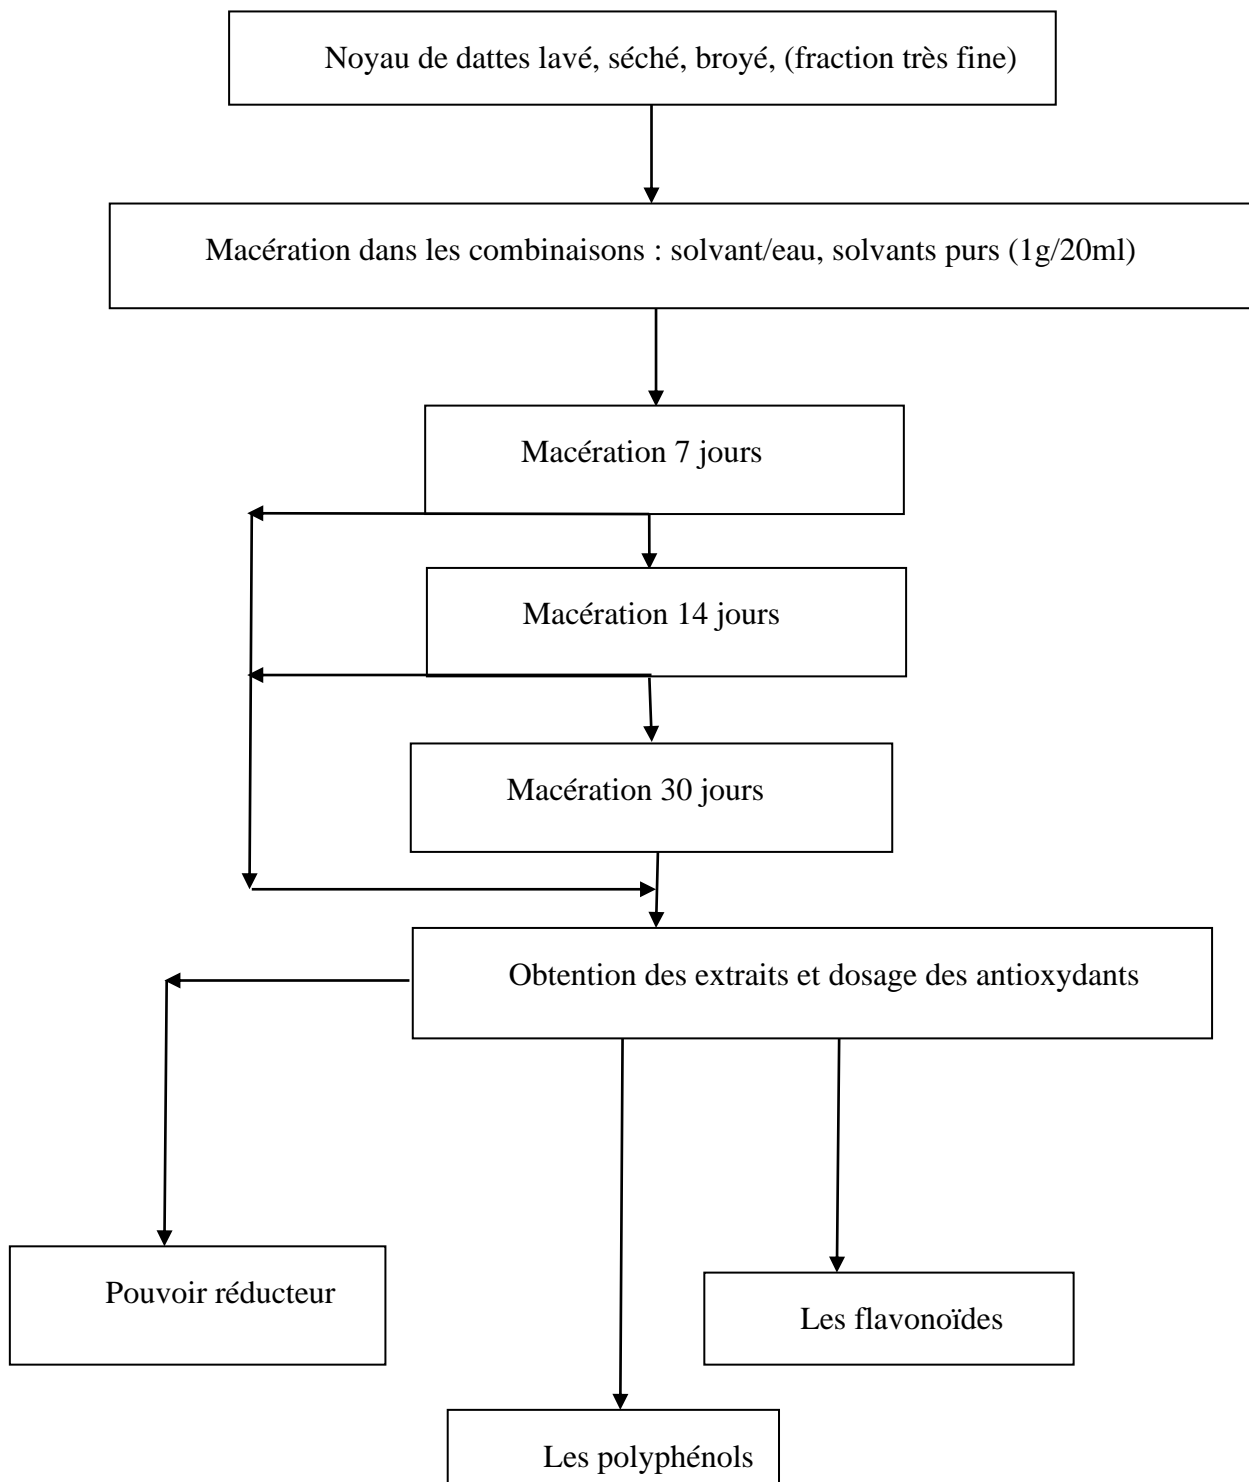 Noyau de dattes lavé, séché, broyé, (fraction très fine)
Macération dans les combinaisons : solvant/eau, solvants purs (1g/20ml)
Macération 7 jours
Macération 14 jours
Macération 30 jours
Obtention des extraits et dosage des antioxydants
Pouvoir réducteur
Les flavonoïdes
Les polyphénols